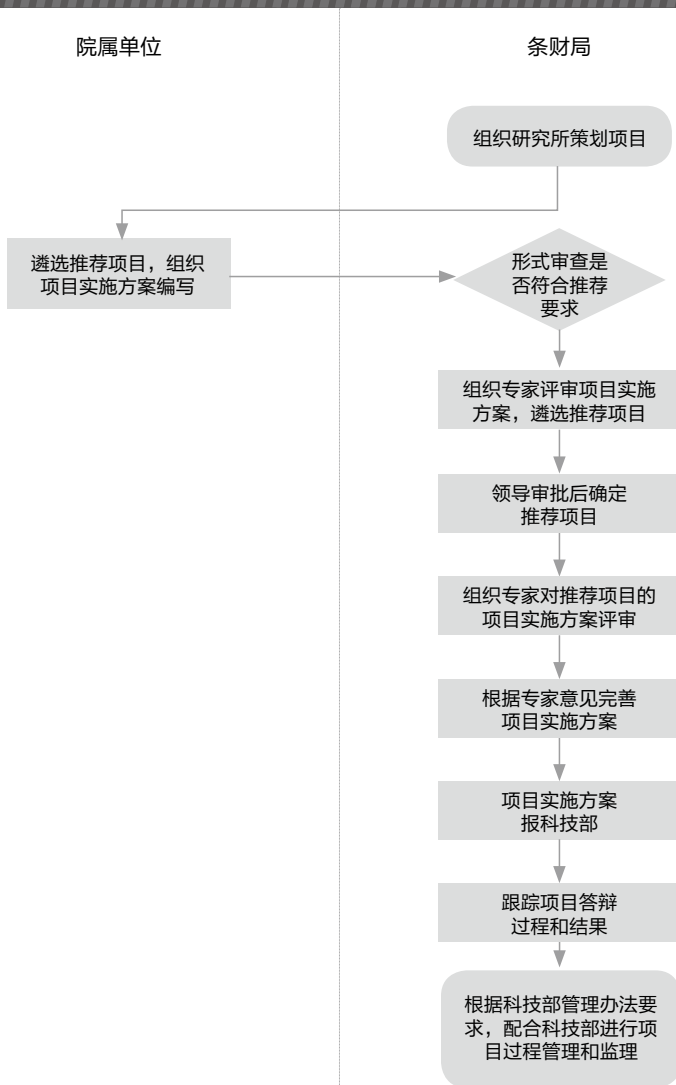 院属单位
条财局
组织研究所策划项目
遴选推荐项目，组织
项目实施方案编写
形式审查是
否符合推荐
要求
组织专家评审项目实施
方案，遴选推荐项目
领导审批后确定
推荐项目
组织专家对推荐项目的
项目实施方案评审
根据专家意见完善
项目实施方案
项目实施方案
报科技部
跟踪项目答辩
过程和结果
根据科技部管理办法要
求，配合科技部进行项
目过程管理和监理